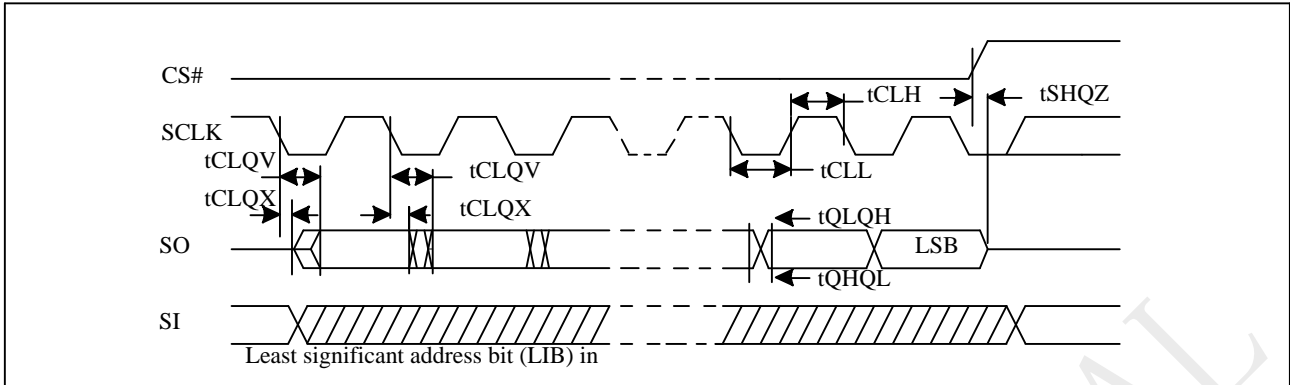 CS#
tCLH
tSHQZ
SCLK
tCLQV
tCLQV
tCLL
tCLQX
tCLQX
tQLQH
SO
LSB
tQHQL
SI
Least significant address bit (LIB) in